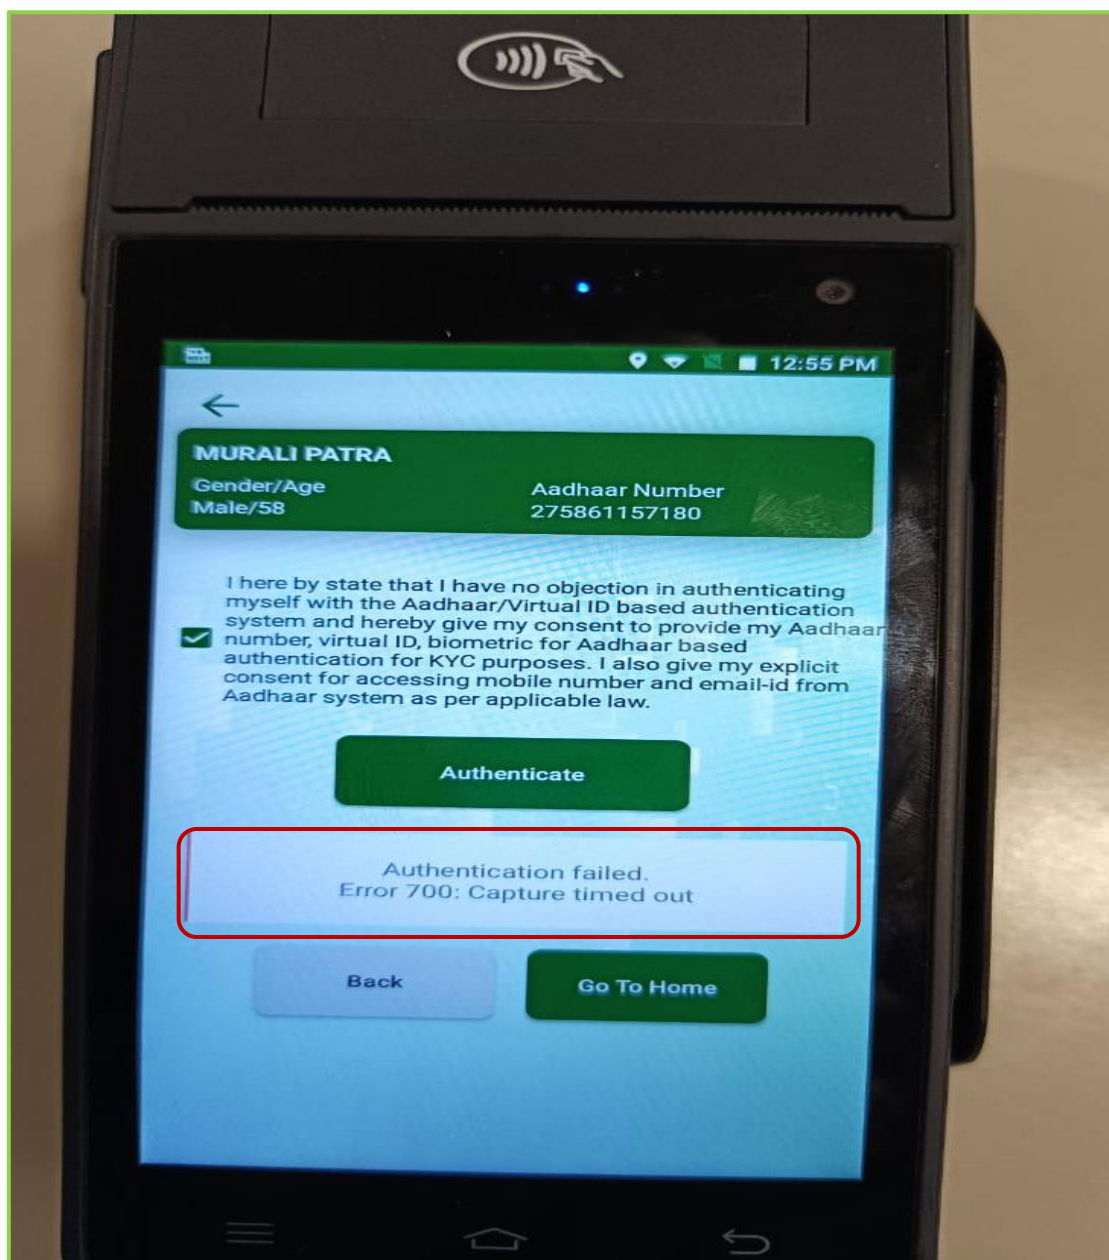 12:55 PM
MURALI PATRA
Gender/Age
Male/58
Aadhaar Number
275861157180
I here by state that I have no objection in authenticating
myself with the Aadhaar/Virtual ID based authentication
system and hereby give my consent to provide my Aadhaar
number, virtual ID, biometric for Aadhaar based
authentication for KYC purposes. I also give my explicit
consent for accessing mobile number and email-id from
Aadhaar system as per applicable law.
Authenticate
Authentication failed.
Error 700: Capture timed out
Back
Go To Home